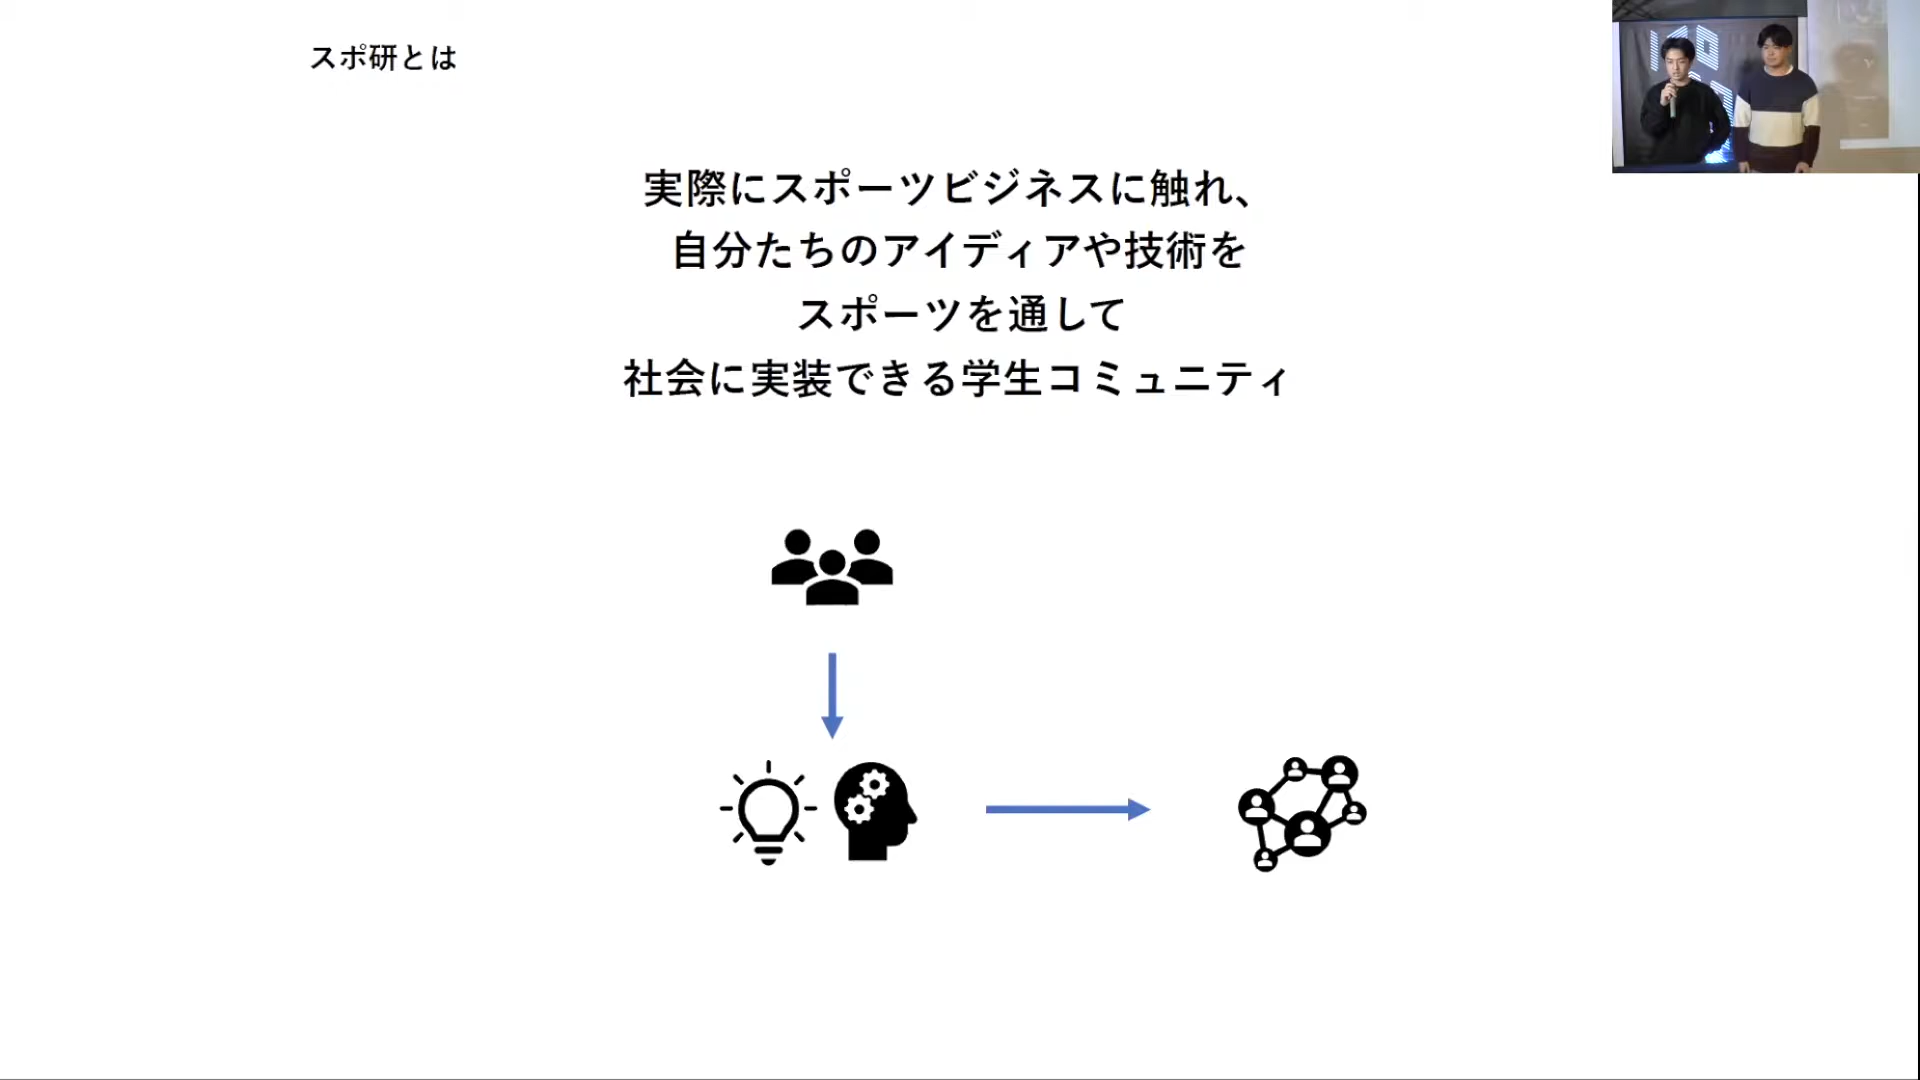 スポ研とは
実際にスポーツビジネスに触れ、
自分たちのアイディアや技術を
スポーツを通して
社会に実装できる学生コミュニティ